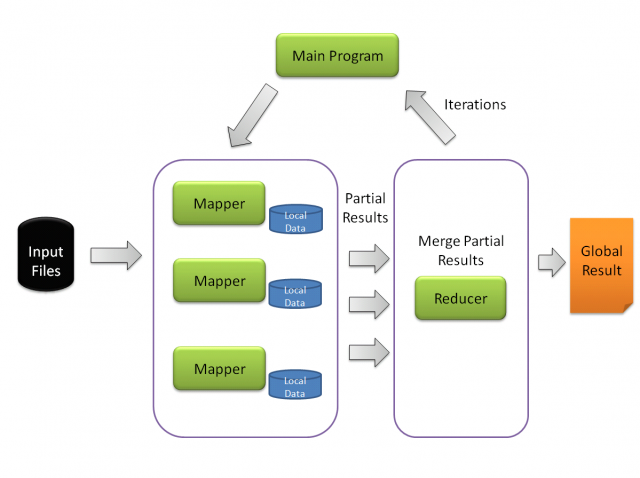 Main Program
Iterations
Mapper
Local
Data
Partial
Results
Input
Files
Mapper
Local
Data
Merge Partial
Results
Reducer
Global
Result
Mapper
Local
Data